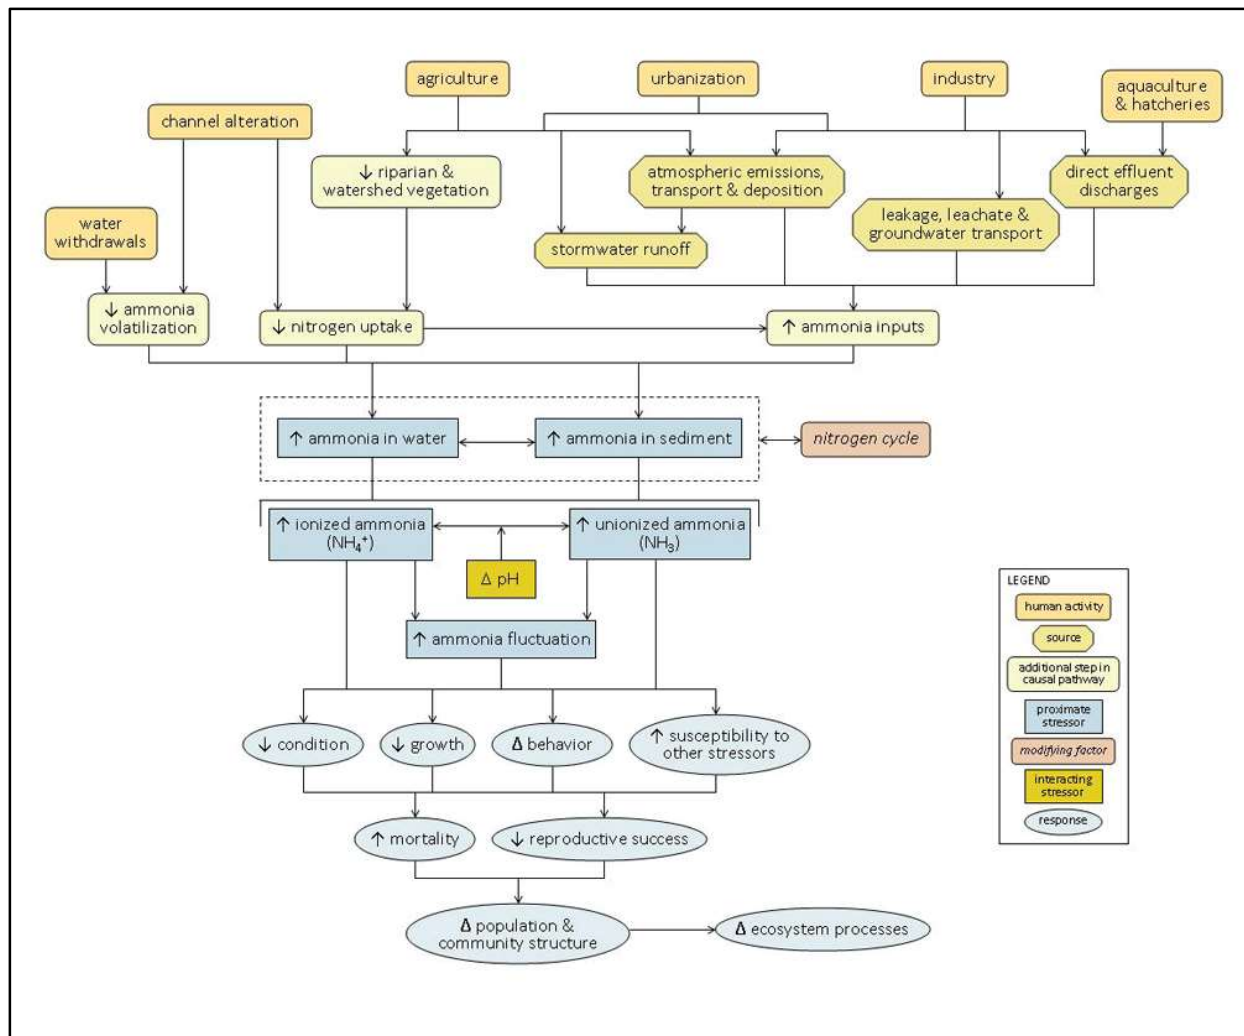 agriculture
urbanization
industry
aquaculture
& hatcheries
channel alteration
↓ riparian &
watershed vegetation
atmospheric emissions,
transport & deposition
direct effluent
discharges
water
withdrawals
leakage, leachate &
groundwater transport
stormwater runoff
↓ ammonia
volatilization
↓ nitrogen uptake
↑ ammonia inputs
↑ ammonia in water
↑ ammonia in sediment
nitrogen cycle
↑ ionized ammonia
(NH₄⁺)
↑ unionized ammonia
(NH₃)
Δ pH
↑ ammonia fluctuation
↓ condition
↓ growth
Δ behavior
↑ susceptibility to
other stressors
↑ mortality
↓ reproductive success
Δ population &
community structure
Δ ecosystem processes
LEGEND
human activity
source
additional step in
causal pathway
proximate
stressor
modifying factor
interacting
stressor
response